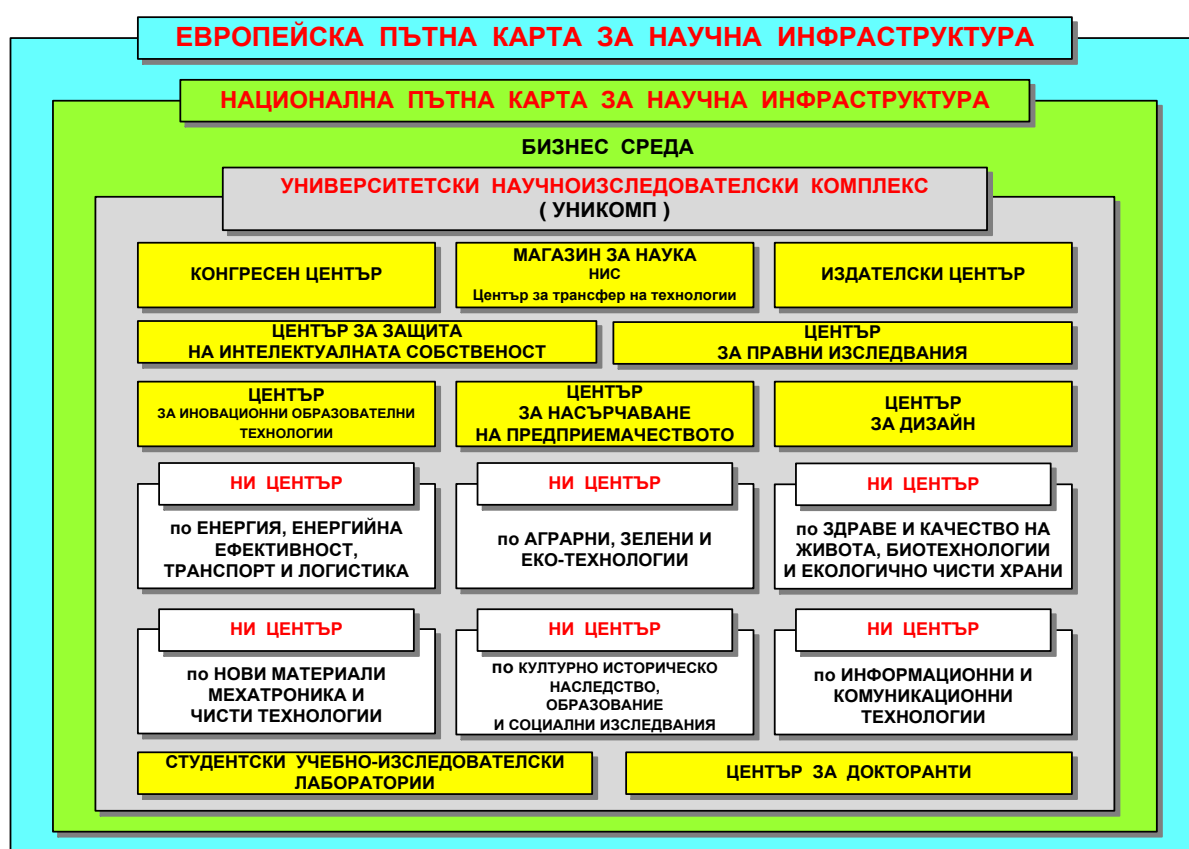 ЕВРОПЕЙСКА ПЪТНА КАРТА ЗА НАУЧНА ИНФРАСТРУКТУРА
НАЦИОНАЛНА ПЪТНА КАРТА ЗА НАУЧНА ИНФРАСТРУКТУРА
БИЗНЕС СРЕДА
УНИВЕРСИТЕТСКИ НАУЧНОИЗСЛЕДОВАТЕЛСКИ КОМПЛЕКС
( УНИКОМП )
КОНГРЕСЕН ЦЕНТЪР
МАГАЗИН ЗА НАУКА
НИС
Център за трансфер на технологии
ИЗДАТЕЛСКИ ЦЕНТЪР
ЦЕНТЪР ЗА ЗАЩИТА
НА ИНТЕЛЕКТУАЛНАТА СОБСТВЕНОСТ
ЦЕНТЪР
ЗА ПРАВНИ ИЗСЛЕДВАНИЯ
ЦЕНТЪР
ЗА ИНОВАЦИОННИ ОБРАЗОВАТЕЛНИ
ТЕХНОЛОГИИ
ЦЕНТЪР
ЗА НАСЪРЧАВАНЕ
НА ПРЕДПРИЕМАЧЕСТВОТО
ЦЕНТЪР
ЗА ДИЗАЙН
НИ ЦЕНТЪР
по ЕНЕРГИЯ, ЕНЕРГИЙНА
ЕФЕКТИВНОСТ,
ТРАНСПОРТ И ЛОГИСТИКА
НИ ЦЕНТЪР
по АГРАРНИ, ЗЕЛЕНИ И
ЕКО-ТЕХНОЛОГИИ
НИ ЦЕНТЪР
по ЗДРАВЕ И КАЧЕСТВО НА
ЖИВОТА, БИОТЕХНОЛОГИИ
И ЕКОЛОГИЧНО ЧИСТИ ХРАНИ
НИ ЦЕНТЪР
по НОВИ МАТЕРИАЛИ
МЕХАТРОНИКА И
ЧИСТИ ТЕХНОЛОГИИ
НИ ЦЕНТЪР
по КУЛТУРНО ИСТОРИЧЕСКО
НАСЛЕДСТВО,
ОБРАЗОВАНИЕ
И СОЦИАЛНИ ИЗСЛЕДВАНИЯ
НИ ЦЕНТЪР
по ИНФОРМАЦИОННИ И
КОМУНИКАЦИОННИ
ТЕХНОЛОГИИ
СТУДЕНТСКИ УЧЕБНО-ИЗСЛЕДОВАТЕЛСКИ
ЛАБОРАТОРИИ
ЦЕНТЪР ЗА ДОКТОРАНТИ